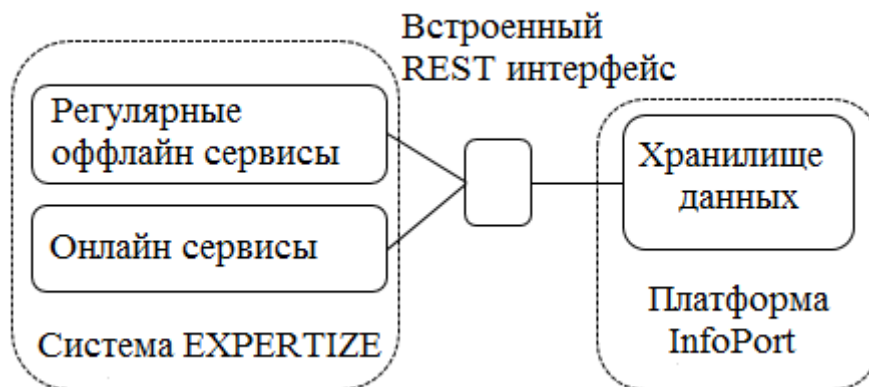 Встроенный
REST интерфейс
Регулярные
оффлайн сервисы
Онлайн сервисы
Система EXPERTIZE
Хранилище
данных
Платформа
InfoPort